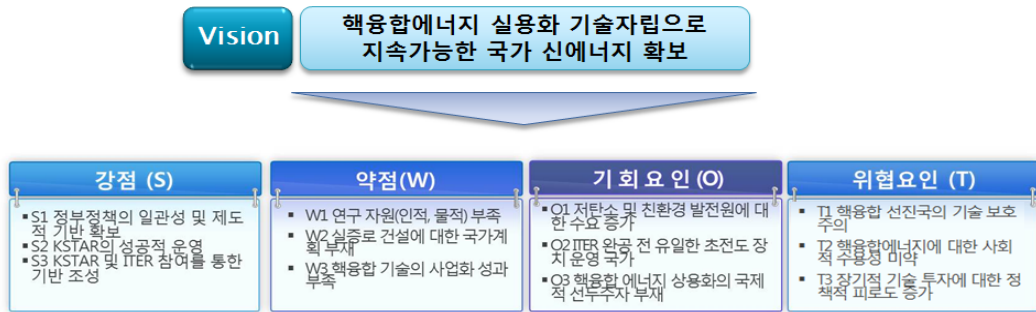 Vision
핵융합에너지 실용화 기술자립으로
지속가능한 국가 신에너지 확보
강점 (S)
▪S1 정부정책의 일관성 및 제도
적 기반 확보
▪S2 KSTAR의 성공적 운영
▪S3 KSTAR 및 ITER 참여를 통한
기반 조성
약점(W)
▪ W1 연구 자원(인적, 물적) 부족
▪ W2 실증로 건설에 대한 국가계
획 부재
▪ W3 핵융합 기술의 사업화 성과
부족
기회요인(O)
▪O1 저탄소 및 친환경 발전원에 대
한 수요 증가
▪O2 ITER 완공 전 유일한 초전도 장
치 운영 국가
▪O3 핵융합 에너지 상용화의 국제
적 선두주자 부재
위협요인 (T)
▪ T1 핵융합 선진국의 기술 보호
주의
▪ T2 핵융합에너지에 대한 사회
적 수용성 미약
▪ T3 장기적 기술 투자에 대한 정
책적 피로도 증가